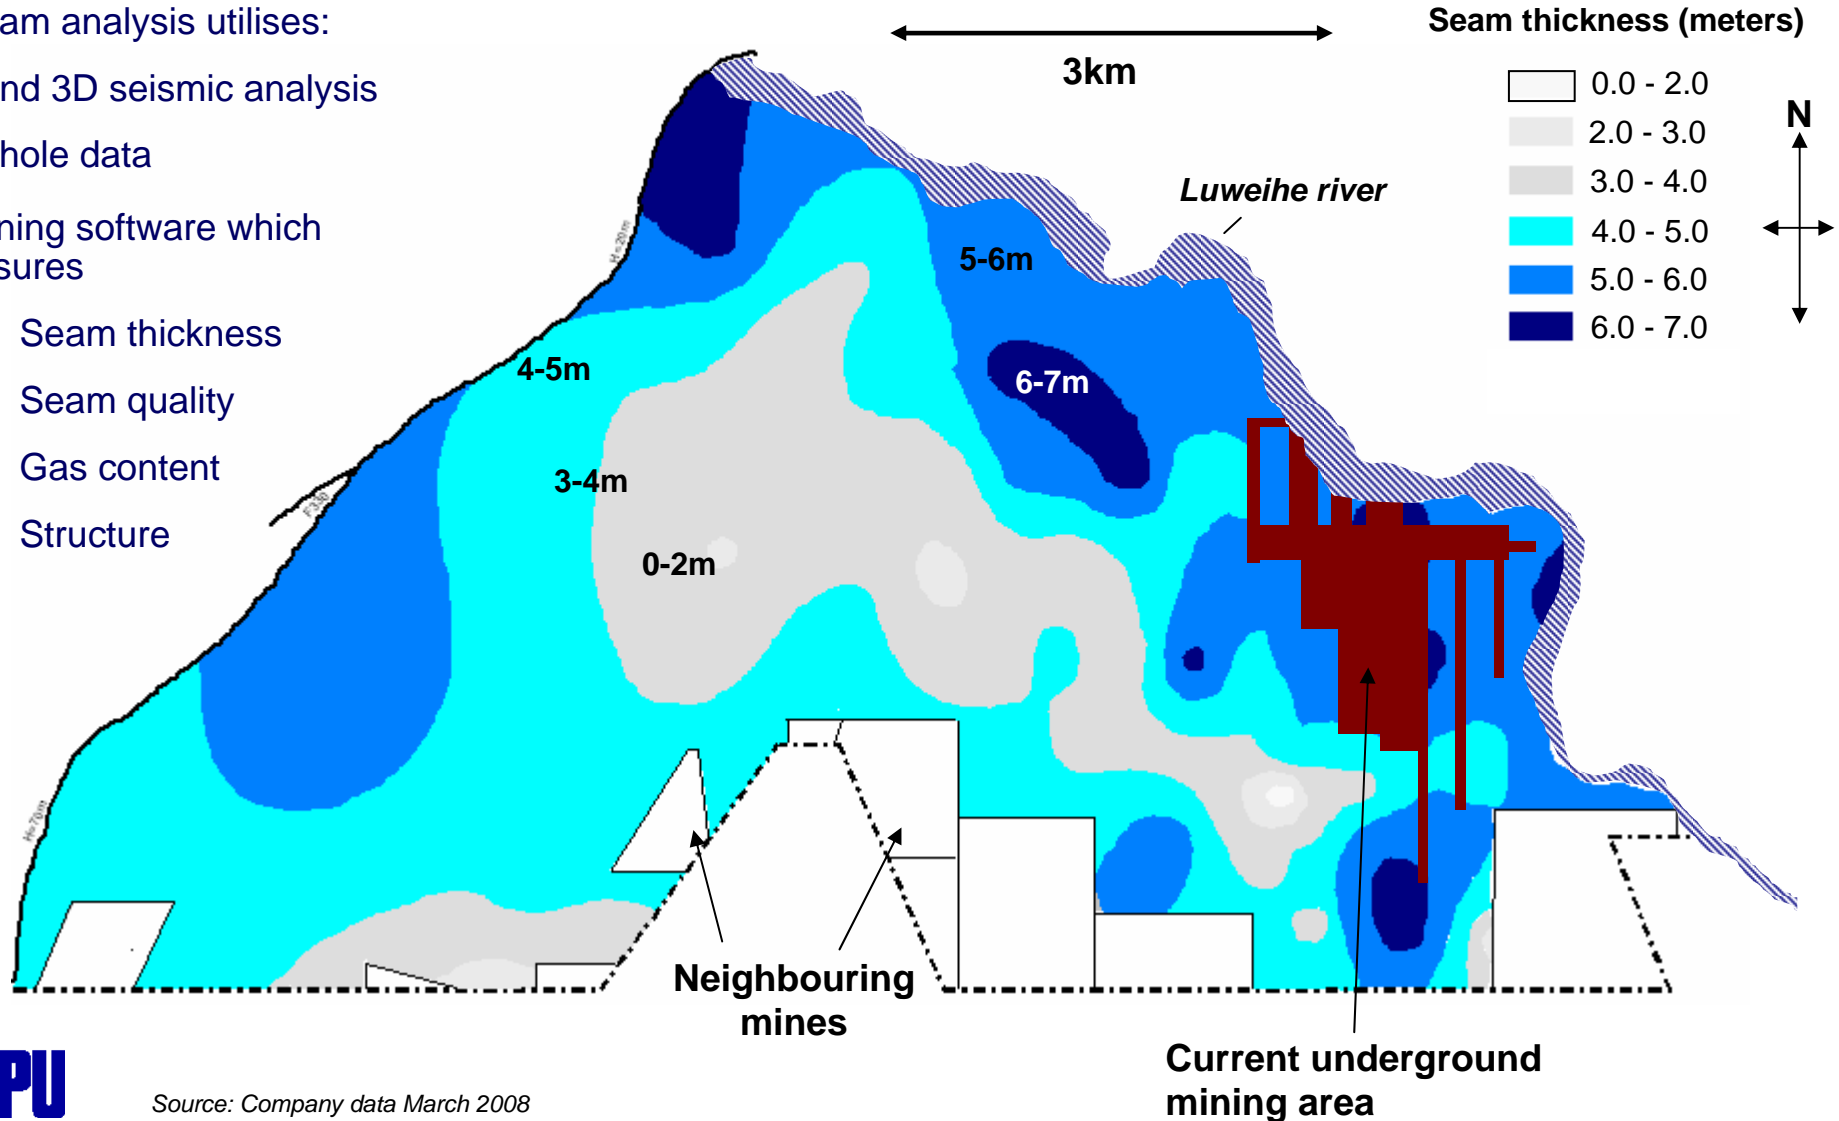 am analysis utilises:
nd 3D seismic analysis
hole data
ning software which
sures
Seam thickness
Seam quality
Gas content
Structure
3km
Seam thickness (meters)
0.0 - 2.0
2.0 - 3.0
3.0 - 4.0
4.0 - 5.0
5.0 - 6.0
6.0 - 7.0
N
Luweihe river
H=20m
5-6m
4-5m
6-7m
3-4m
F330
0-2m
H=70m
Neighbouring
mines
Current underground
mining area
PU
Source: Company data March 2008